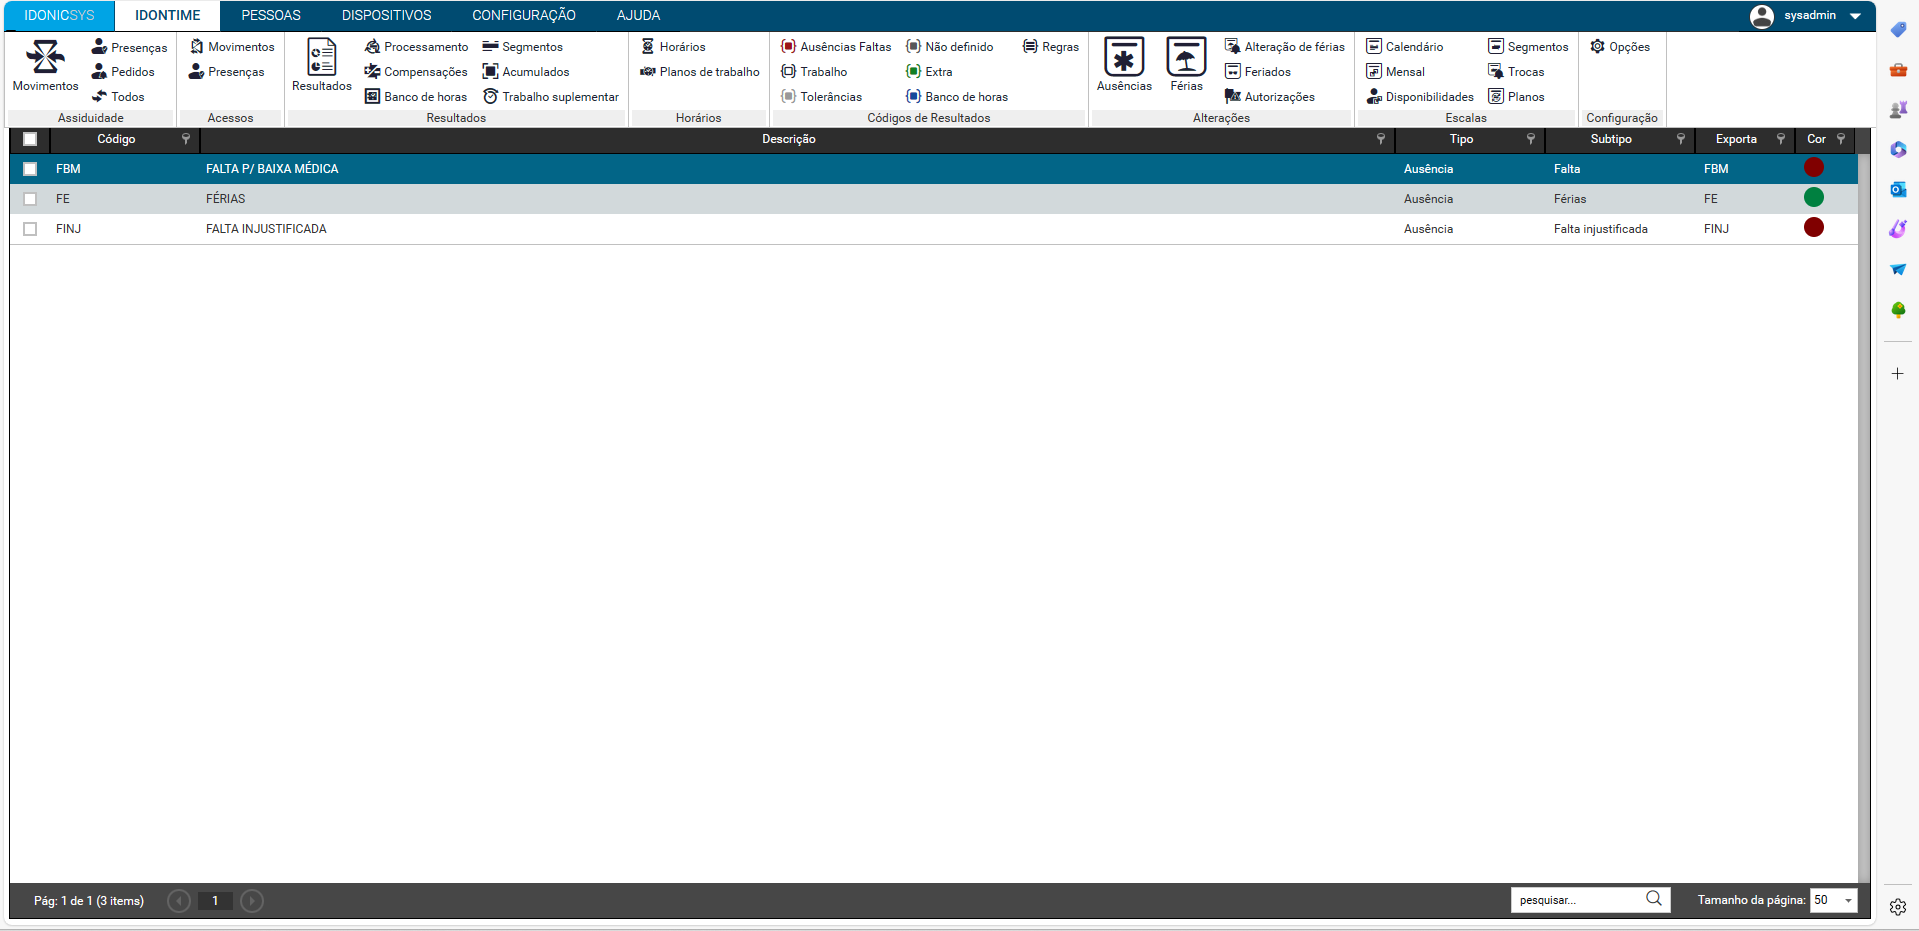 IDONICSYS IDONTIME PESSOAS DISPOSITIVOS CONFIGURAÇÃO AJUDA sysadmin
Movimentos
Presenças
Pedidos
Todos
Assiduidade
Movimentos
Presenças
Acessos
Resultados
Processamento
Compensações
Banco de horas
Segmentos
Acumulados
Trabalho suplementar
Resultados
Horários
Planos de trabalho
Horários
Ausências Faltas
Trabalho
Tolerâncias
Não definido
Extra
Banco de horas
Regras
Códigos de Resultados
Ausências
Férias
Alteração de férias
Feriados
Autorizações
Alterações
Calendário
Mensal
Disponibilidades
Segmentos
Trocas
Planos
Escalas
Opções
Configuração
Código Descrição Tipo Subtipo Exporta Cor
FBM FALTA P/ BAIXA MÉDICA Ausência Falta FBM
FE FÉRIAS Ausência Férias FE
FINJ FALTA INJUSTIFICADA Ausência Falta injustificada FINJ
Pág: 1 de 1 (3 items) 1 pesquisar... Tamanho da página: 50